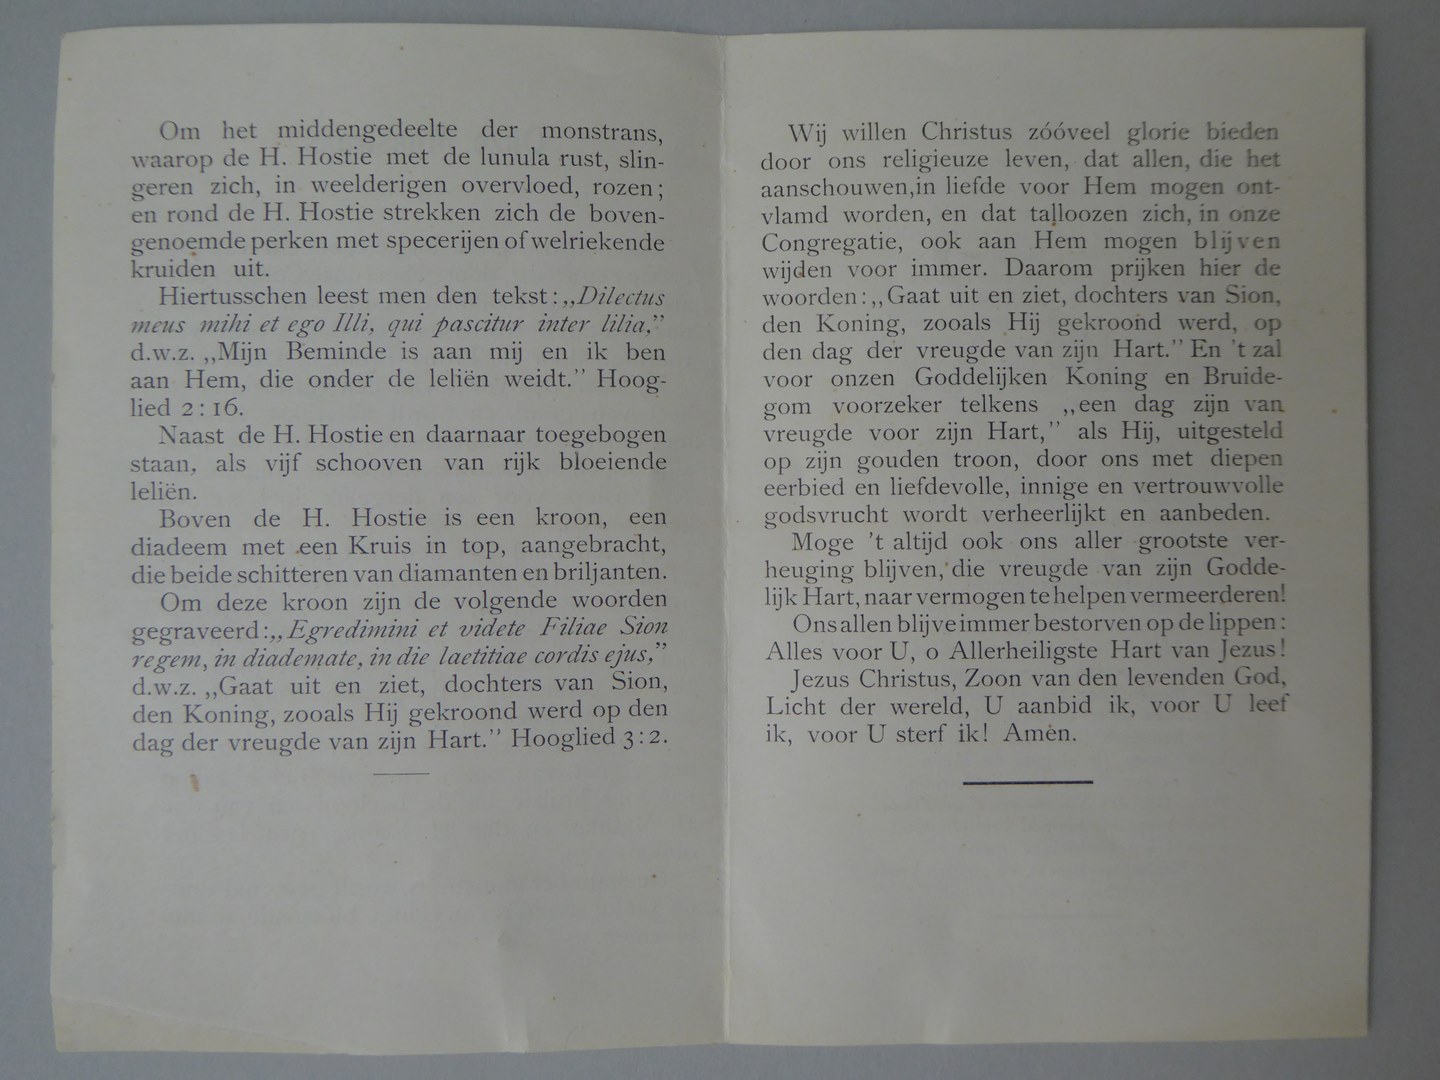 Om het middengedeelte der monstrans,
waarop de H. Hostie met de lunula rust, slin-
geren zich, in weelderigen overvloed, rozen;
en rond de H. Hostie strekken zich de boven-
genoemde perken met specerijen of welriekende
kruiden uit.
Hiertusschen leest men den tekst: ,,Dilectus
meus mihi et ego Illi, qui pascitur inter lilia,”
d.w.z. ,,Mijn Beminde is aan mij en ik ben
aan Hem, die onder de leliën weidt.” Hoog-
lied 2:16.
Naast de H. Hostie en daarnaar toegebogen
staan, als vijf schooven van rijk bloeiende
leliën.
Boven de H. Hostie is een kroon, een
diadeem met een Kruis in top, aangebracht,
die beide schitteren van diamanten en briljanten.
Om deze kroon zijn de volgende woorden
gegraveerd: ,,Egredimini et videte Filiae Sion
regem, in diademate, in die laetitiae cordis ejus,”
d.w.z. ,,Gaat uit en ziet, dochters van Sion,
den Koning, zooals Hij gekroond werd op den
dag der vreugde van zijn Hart.” Hooglied 3:2.
Wij willen Christus zóóveel glorie bieden
door ons religieuze leven, dat allen, die het
aanschouwen,in liefde voor Hem mogen ont-
vlamd worden, en dat talloozen zich, in onze
Congregatie, ook aan Hem mogen blijven
wijden voor immer. Daarom prijken hier de
woorden: ,,Gaat uit en ziet, dochters van Sion,
den Koning, zooals Hij gekroond werd, op
den dag der vreugde van zijn Hart.” En 't zal
voor onzen Goddelijken Koning en Bruide-
gom voorzeker telkens ,,een dag zijn van
vreugde voor zijn Hart,” als Hij, uitgesteld
op zijn gouden troon, door ons met diepen
eerbied en liefdevolle, innige en vertrouwvolle
godsvrucht wordt verheerlijkt en aanbeden.
Moge 't altijd ook ons aller grootste ver-
heuging blijven, die vreugde van zijn Godde-
lijk Hart, naar vermogen te helpen vermeerderen!
Ons allen blijve immer bestorven op de lippen:
Alles voor U, o Allerheiligste Hart van Jezus!
Jezus Christus, Zoon van den levenden God,
Licht der wereld, U aanbid ik, voor U leef
ik, voor U sterf ik! Amen.